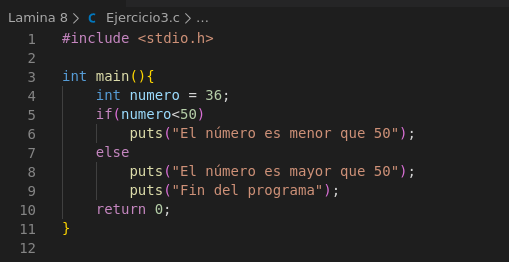 Lamina 8 > C Ejercicio3.c > ...
1 #include <stdio.h>
2
3 int main(){
4 int numero = 36;
5 if(numero<50)
6 puts("El número es menor que 50");
7 else
8 puts("El número es mayor que 50");
9 puts("Fin del programa");
10 return 0;
11 }
12